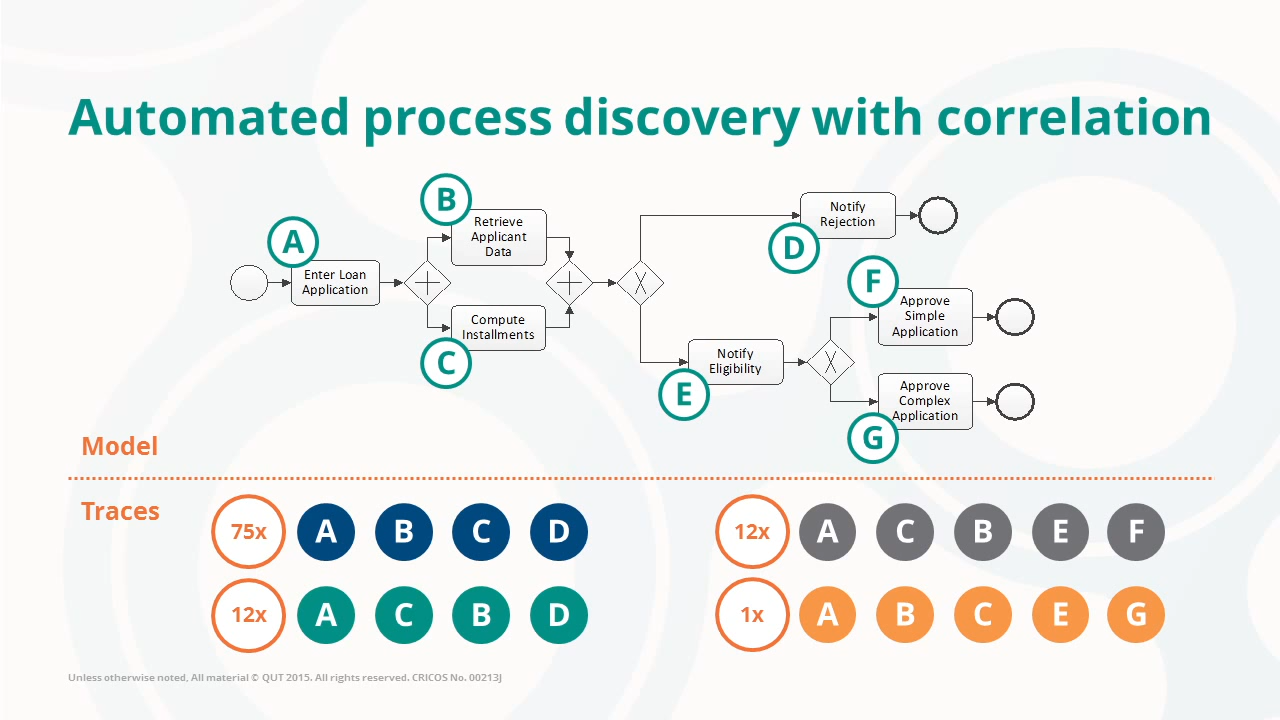 Automated process discovery with correlation
A
Enter Loan
Application
B
Retrieve
Applicant
Data
C
Compute
Installments
D
Notify
Rejection
E
Notify
Eligibility
F
Approve
Simple
Application
G
Approve
Complex
Application
Model
Traces
75x A B C D
12x A C B D
12x A C B E F
1x A B C E G
Unless otherwise noted, All material © QUT 2015. All rights reserved. CRICOS No. 00213J